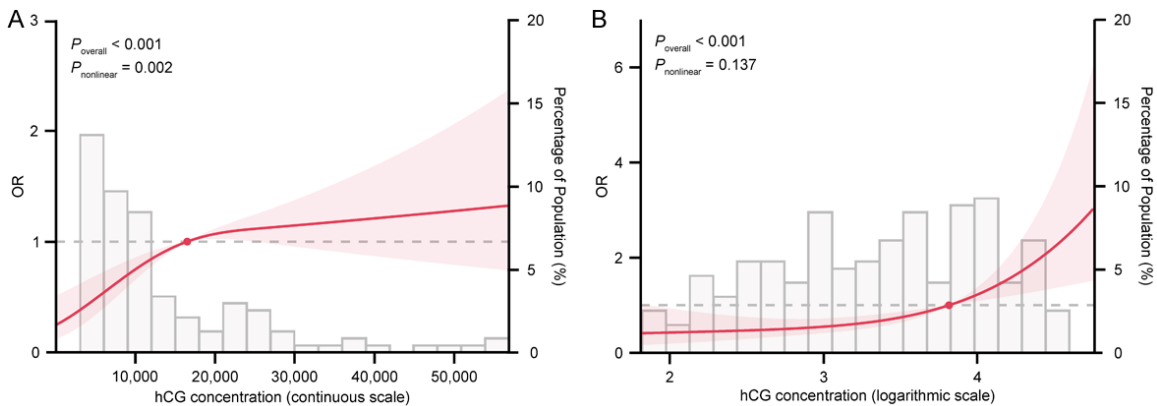 A
P overall < 0.001
P nonlinear = 0.002
3
2
1
0
OR
20
15
10
5
0
Percentage of Population (%)
10,000 20,000 30,000 40,000 50,000
hCG concentration (continuous scale)
B
P overall < 0.001
P nonlinear = 0.137
6
4
2
0
OR
20
15
10
5
0
Percentage of Population (%)
2 3 4
hCG concentration (logarithmic scale)